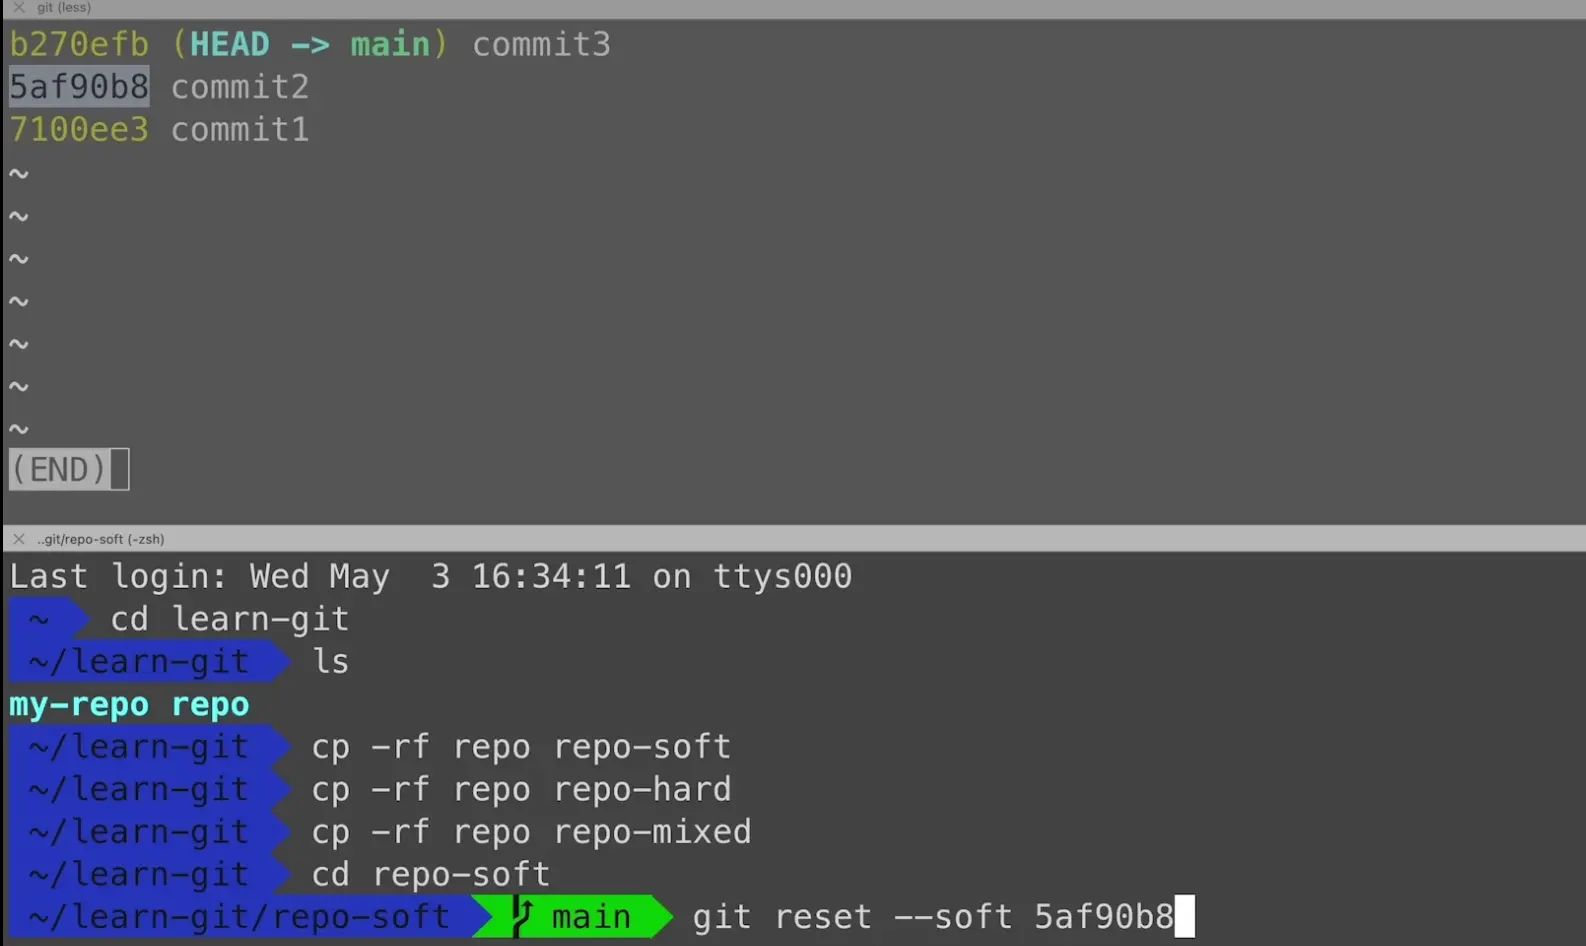 git (less)
b270efb (HEAD -> main) commit3
5af90b8 commit2
7100ee3 commit1
~
~
~
~
~
~
~
(END)
..git/repo-soft (-zsh)
Last login: Wed May  3 16:34:11 on ttys000
~ cd learn-git
~/learn-git ls
my-repo repo
~/learn-git cp -rf repo repo-soft
~/learn-git cp -rf repo repo-hard
~/learn-git cp -rf repo repo-mixed
~/learn-git cd repo-soft
~/learn-git/repo-soft main git reset --soft 5af90b8